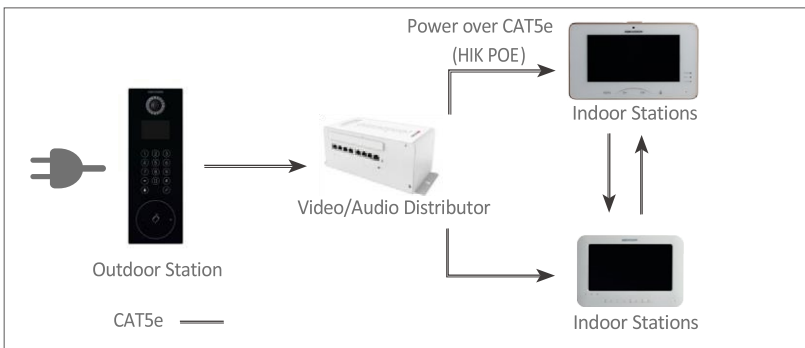 Power over CAT5e
(HIK POE)
Indoor Stations
Video/Audio Distributor
Outdoor Station
Indoor Stations
CAT5e